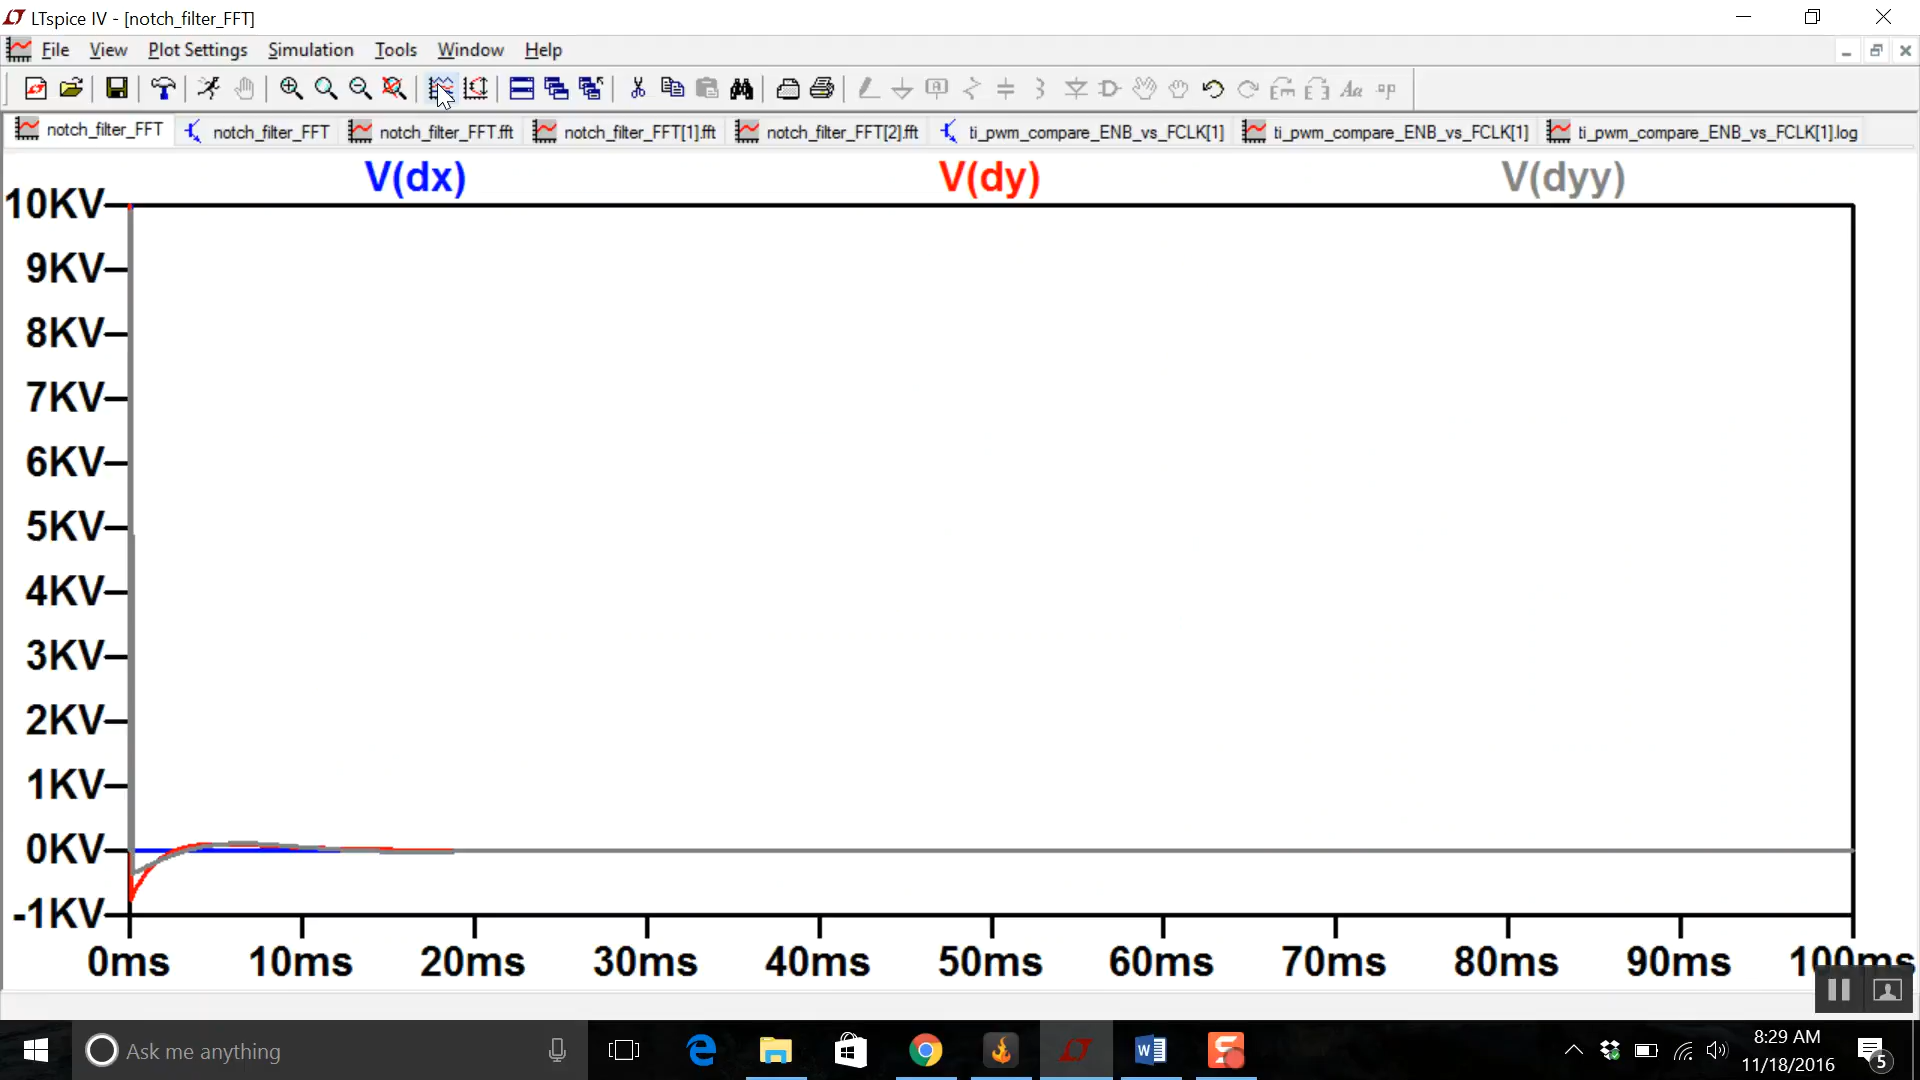 LTspice IV - [notch_filter_FFT]
File View Plot Settings Simulation Tools Window Help
notch_filter_FFT notch_filter_FFT notch_filter_FFT.fft notch_filter_FFT[1].fft notch_filter_FFT[2].fft ti_pwm_compare_ENB_vs_FCLK[1] ti_pwm_compare_ENB_vs_FCLK[1] ti_pwm_compare_ENB_vs_FCLK[1].log
V(dx) V(dy) V(dyy)
10KV
9KV
8KV
7KV
6KV
5KV
4KV
3KV
2KV
1KV
0KV
-1KV
0ms 10ms 20ms 30ms 40ms 50ms 60ms 70ms 80ms 90ms 100ms
Ask me anything
8:29 AM
11/18/2016
5